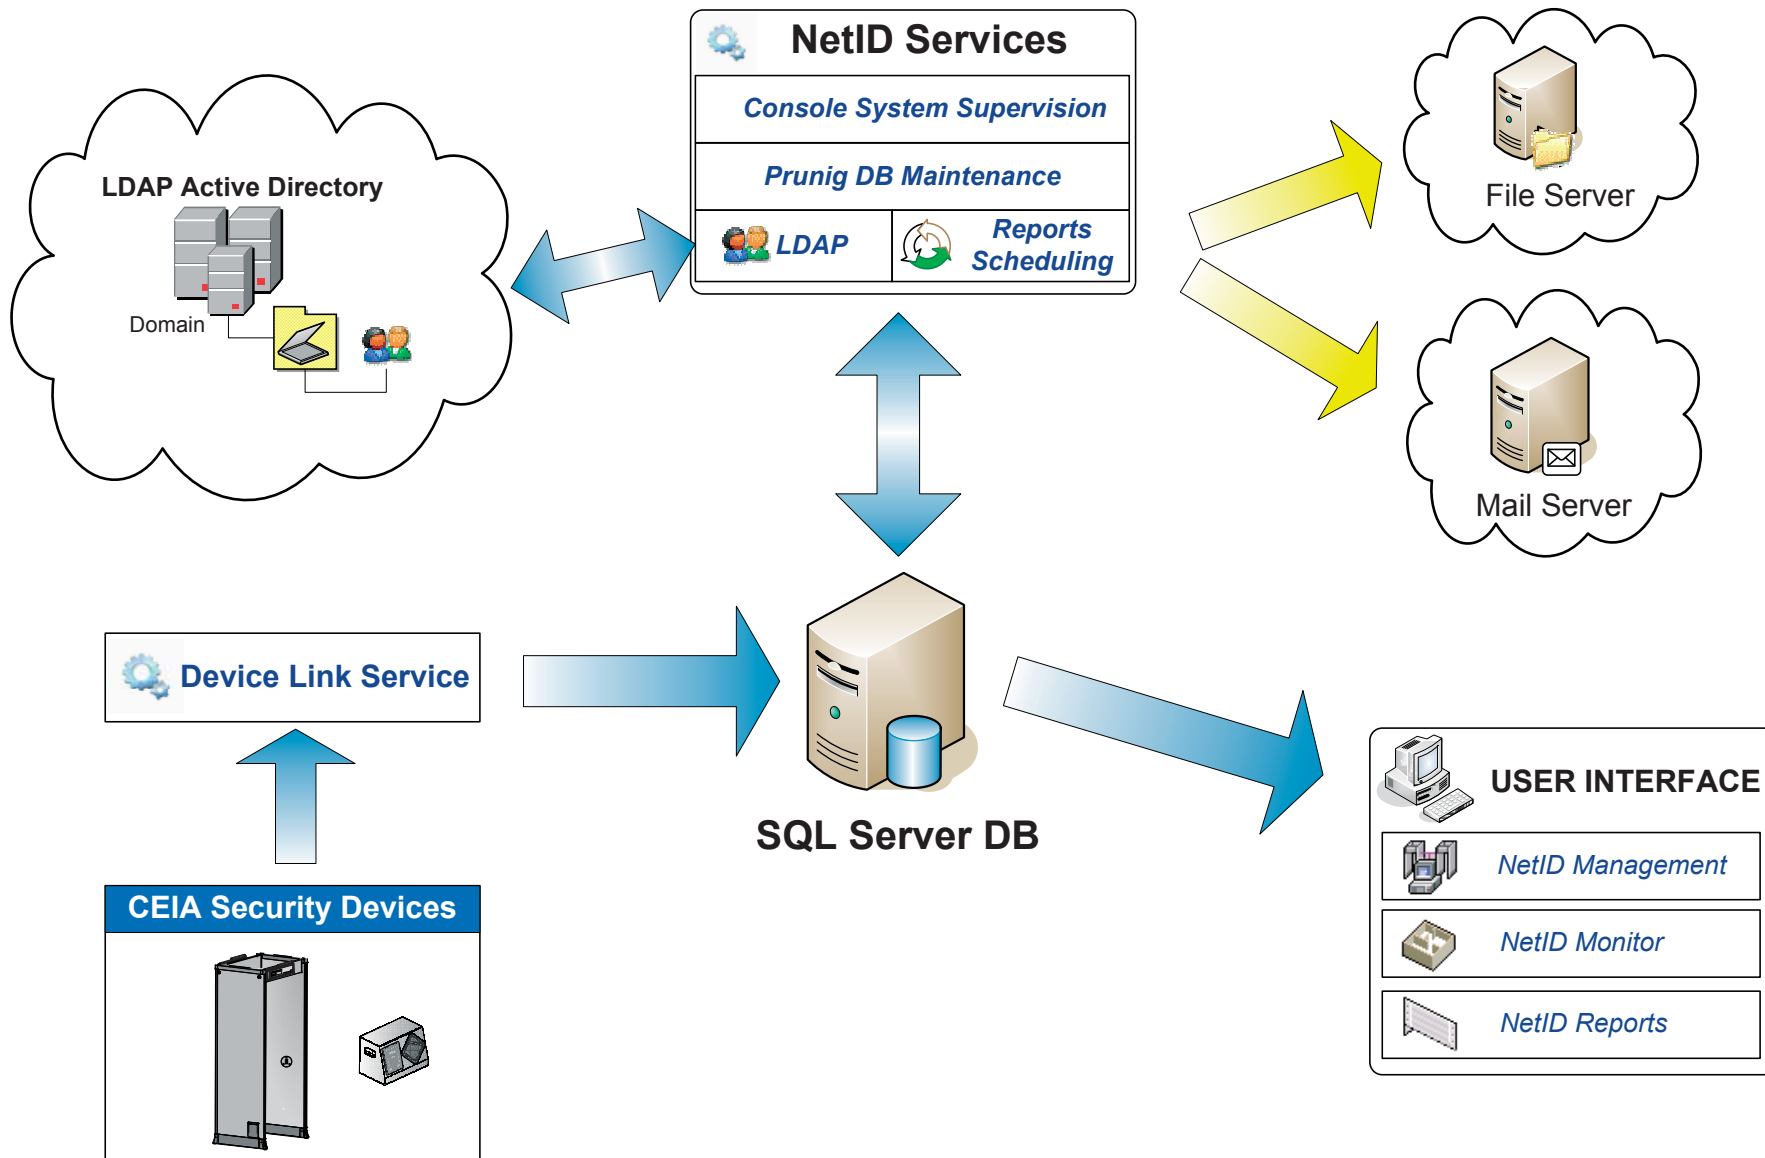 NetID Services
Console System Supervision
Prunig DB Maintenance
LDAP
Reports
Scheduling
LDAP Active Directory
Domain
File Server
Mail Server
Device Link Service
SQL Server DB
CEIA Security Devices
USER INTERFACE
NetID Management
NetID Monitor
NetID Reports